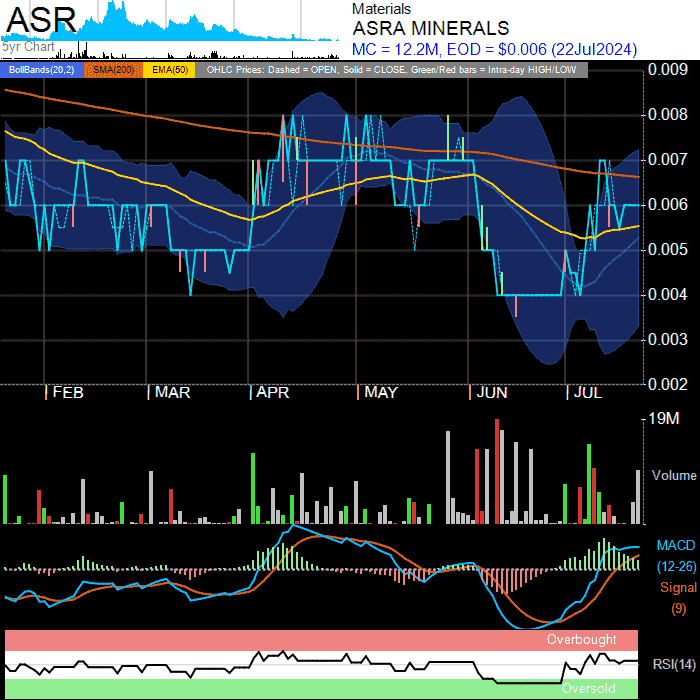 ASR
5yr Chart
Materials
ASRA MINERALS
MC = 12.2M, EOD = $0.006 (22Jul2024)
BollBands(20,2) SMA(200) EMA(50) OHLC Prices: Dashed = OPEN, Solid = CLOSE, Green/Red bars = Intra-day HIGH/LOW
0.009
0.008
0.007
0.006
0.005
0.004
0.003
0.002
FEB MAR APR MAY JUN JUL
19M
Volume
MACD
(12-26)
Signal
(9)
Overbought
RSI(14)
Oversold